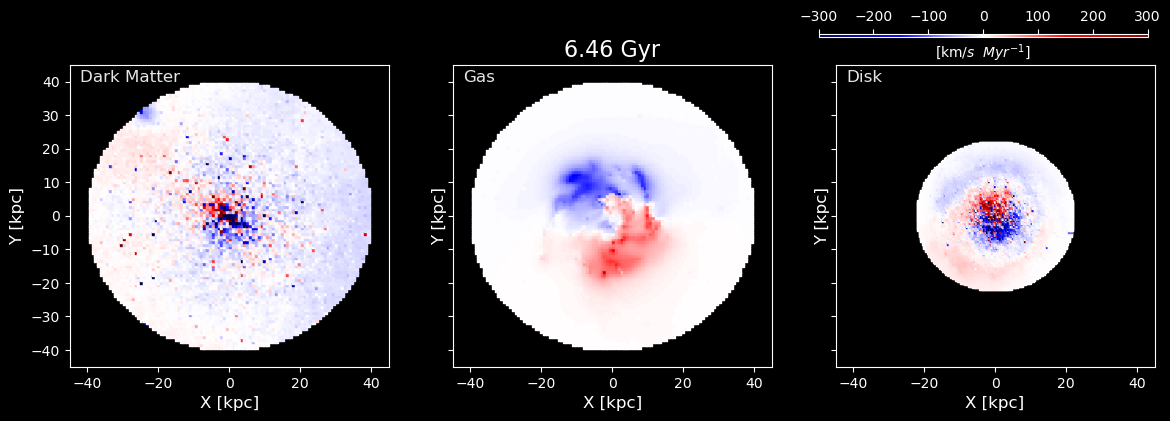 −300 −200 −100 0 100 200 300
[km/s Myr⁻¹]
6.46 Gyr
Dark Matter
Gas
Disk
40
30
20
10
0
−10
−20
−30
−40
Y [kpc]
Y [kpc]
Y [kpc]
−40 −20 0 20 40
−40 −20 0 20 40
−40 −20 0 20 40
X [kpc]
X [kpc]
X [kpc]